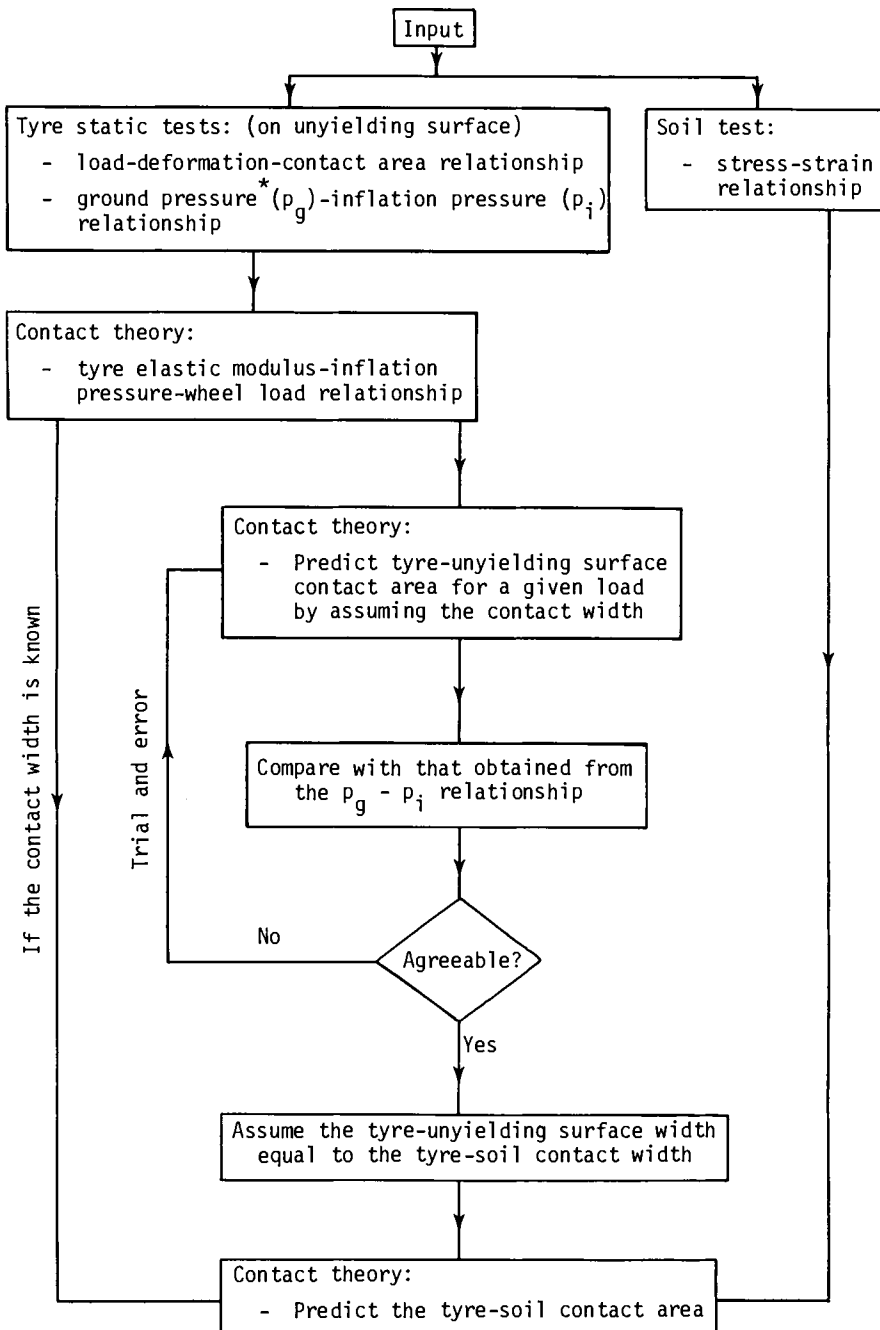 Input
Tyre static tests: (on unyielding surface)
- load-deformation-contact area relationship
- ground pressure*(p_g)-inflation pressure (p_i)
relationship
Soil test:
- stress-strain
relationship
Contact theory:
- tyre elastic modulus-inflation
pressure-wheel load relationship
Contact theory:
- Predict tyre-unyielding surface
contact area for a given load
by assuming the contact width
If the contact width is known
Trial and error
Compare with that obtained from
the p_g - p_i relationship
No
Agreeable?
Yes
Assume the tyre-unyielding surface width
equal to the tyre-soil contact width
Contact theory:
- Predict the tyre-soil contact area